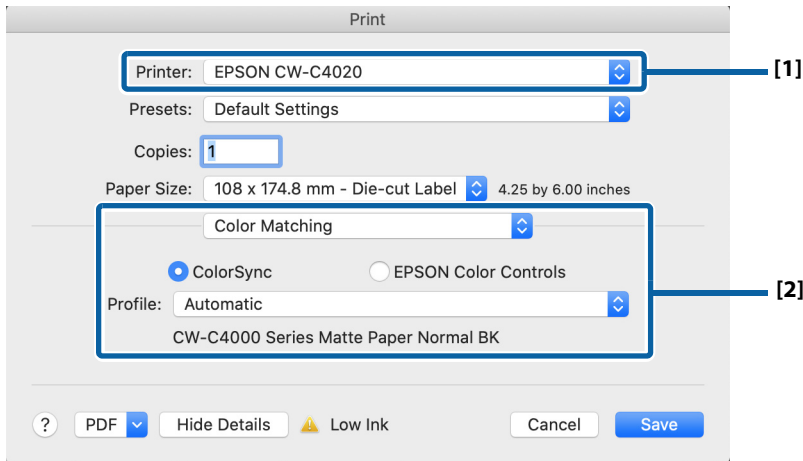 Print
Printer: EPSON CW-C4020
[1]
Presets: Default Settings
Copies: 1
Paper Size: 108 x 174.8 mm - Die-cut Label 4.25 by 6.00 inches
Color Matching
ColorSync EPSON Color Controls
[2]
Profile: Automatic
CW-C4000 Series Matte Paper Normal BK
? PDF Hide Details Low Ink Cancel Save